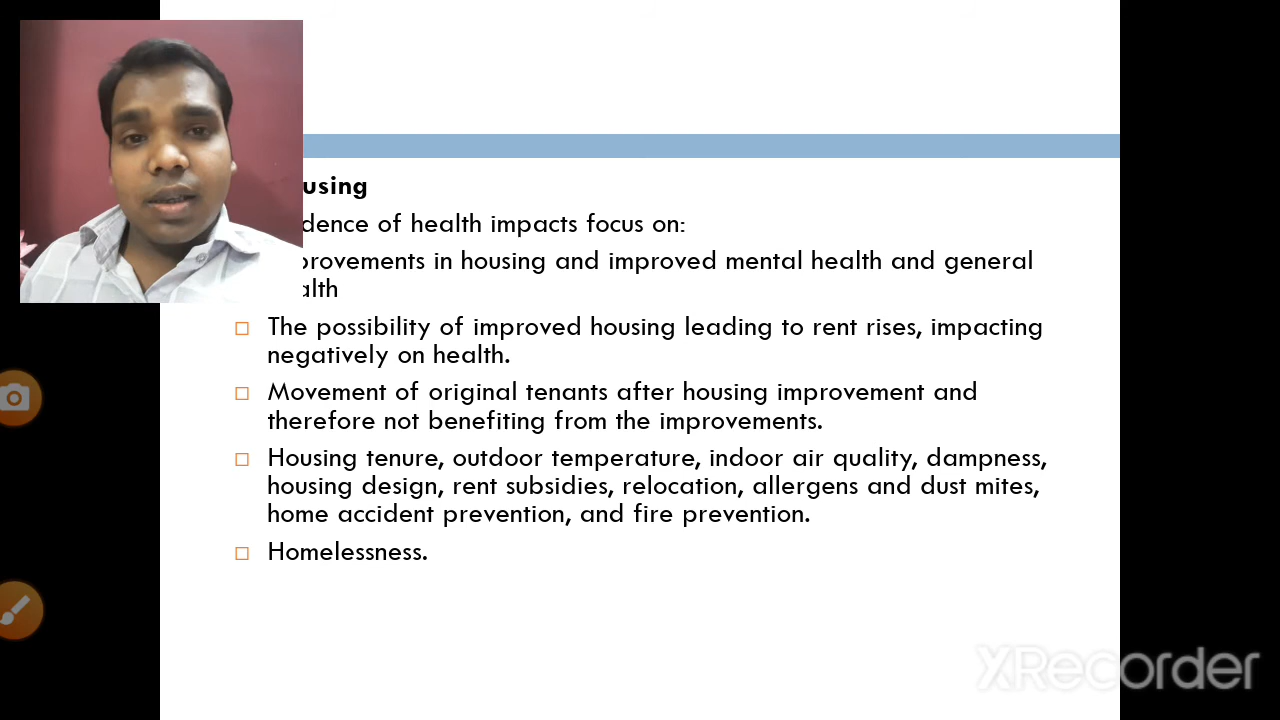 using
dence of health impacts focus on:
provements in housing and improved mental health and general
alth
The possibility of improved housing leading to rent rises, impacting
negatively on health.
Movement of original tenants after housing improvement and
therefore not benefiting from the improvements.
Housing tenure, outdoor temperature, indoor air quality, dampness,
housing design, rent subsidies, relocation, allergens and dust mites,
home accident prevention, and fire prevention.
Homelessness.
XRecorder